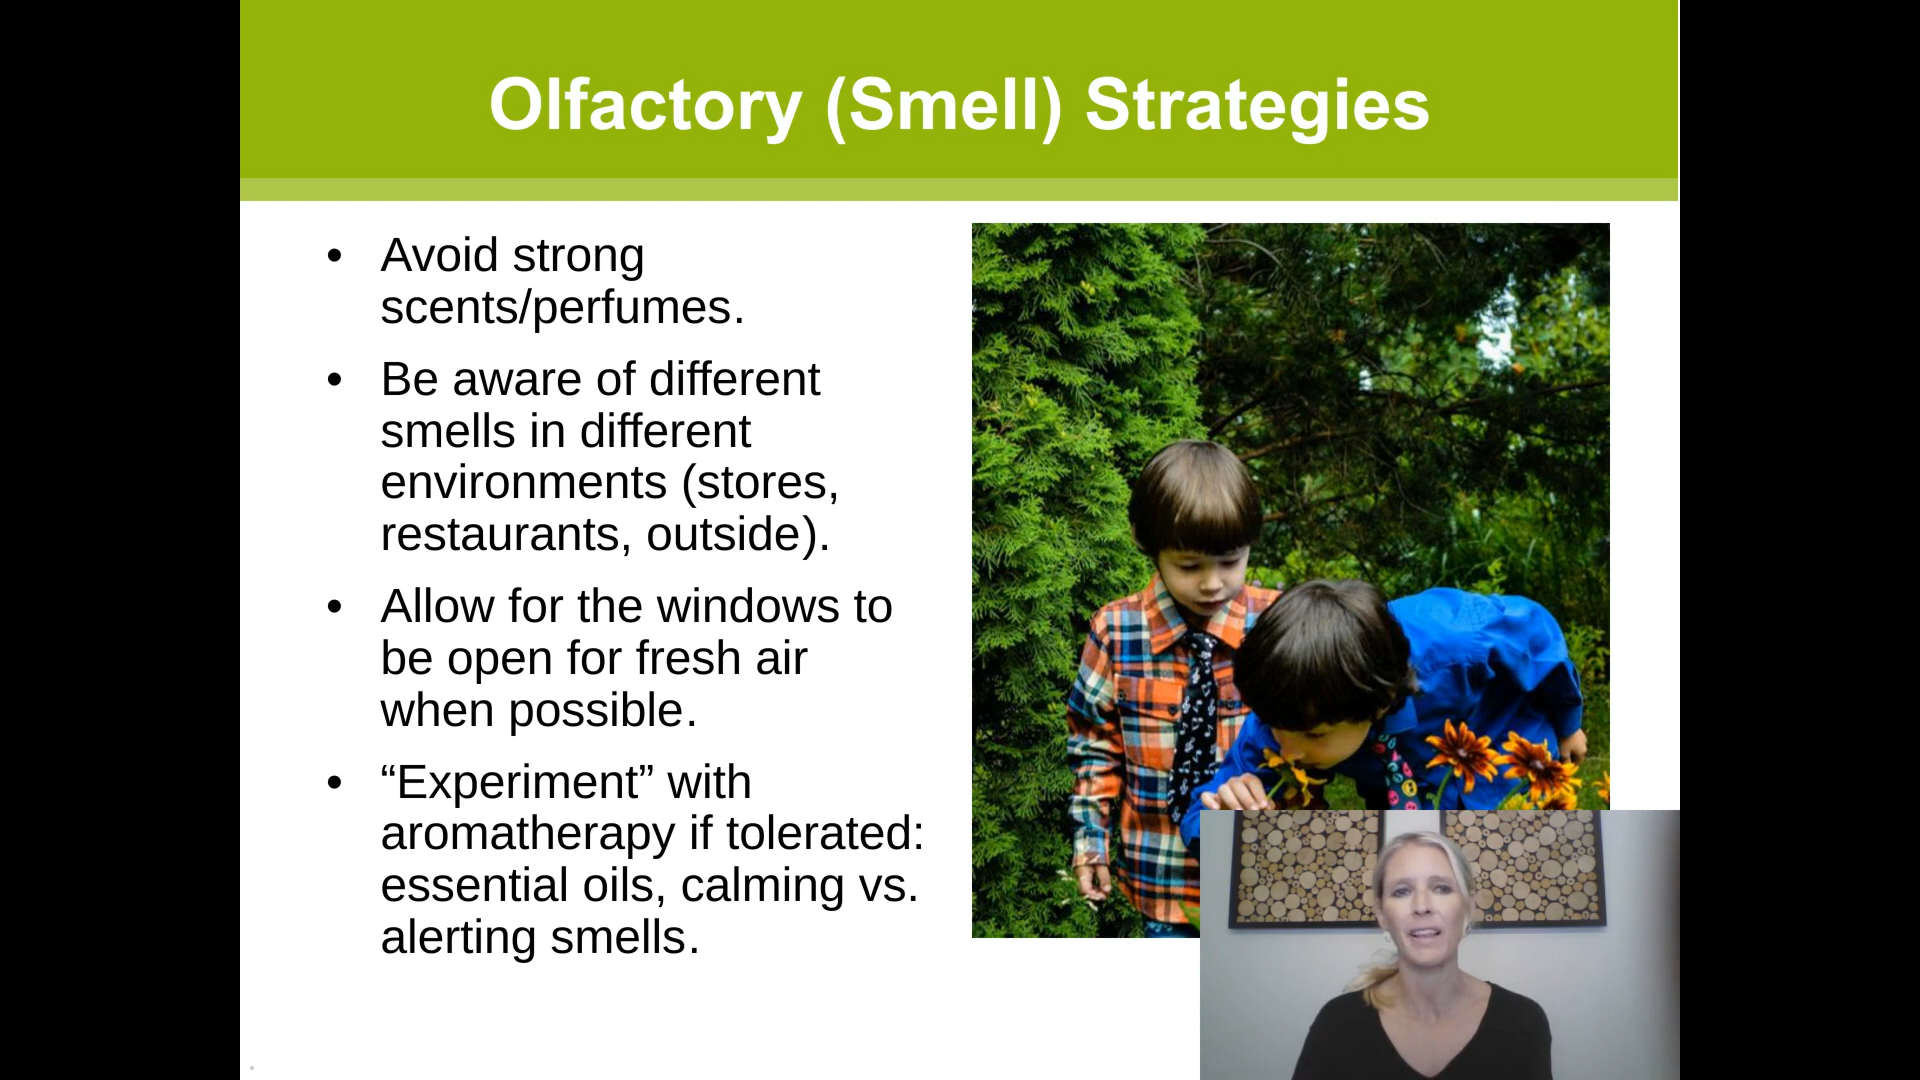 Olfactory (Smell) Strategies
• Avoid strong
scents/perfumes.
• Be aware of different
smells in different
environments (stores,
restaurants, outside).
• Allow for the windows to
be open for fresh air
when possible.
• “Experiment” with
aromatherapy if tolerated:
essential oils, calming vs.
alerting smells.